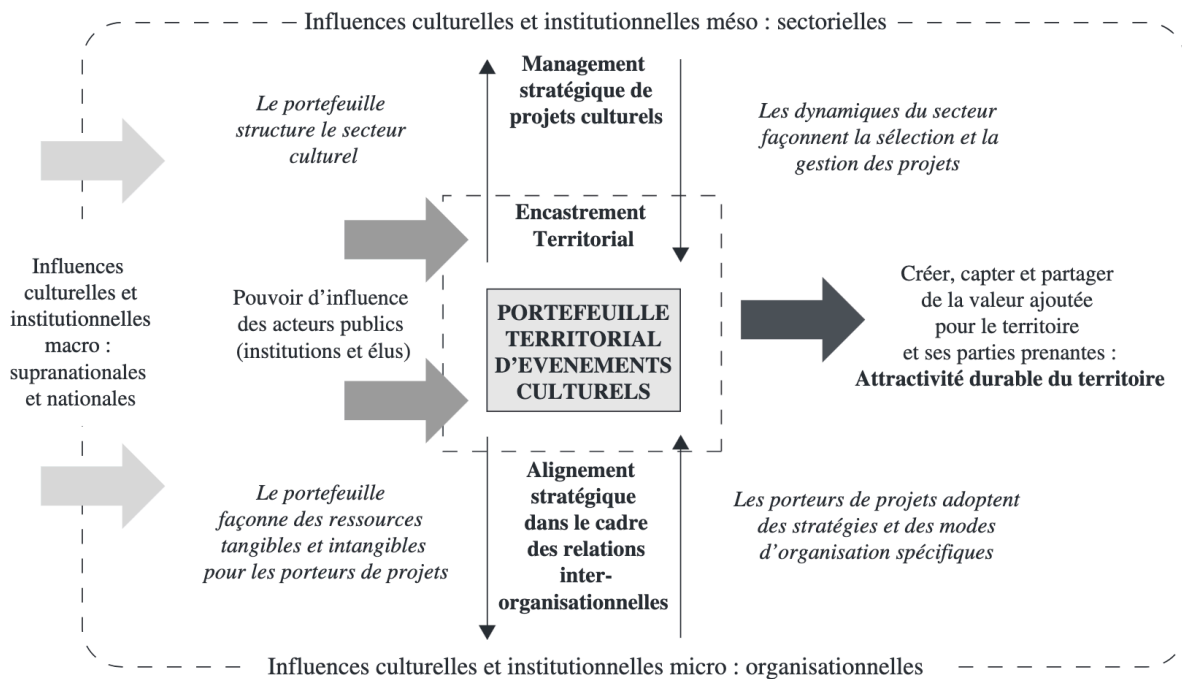 Influences culturelles et institutionnelles méso : sectorielles
Management
stratégique de
projets culturels
Le portefeuille
structure le secteur
culturel
Les dynamiques du secteur
façonnent la sélection et la
gestion des projets
Encastrement
Territorial
Influences
culturelles et
institutionnelles
macro :
supranationales
et nationales
Pouvoir d’influence
des acteurs publics
(institutions et élus)
PORTEFEUILLE
TERRITORIAL
D’EVENEMENTS
CULTURELS
Créer, capter et partager
de la valeur ajoutée
pour le territoire
et ses parties prenantes :
Attractivité durable du territoire
Alignement
stratégique
dans le cadre
des relations
inter-
organisationnelles
Le portefeuille
façonne des ressources
tangibles et intangibles
pour les porteurs de projets
Les porteurs de projets adoptent
des stratégies et des modes
d’organisation spécifiques
Influences culturelles et institutionnelles micro : organisationnelles